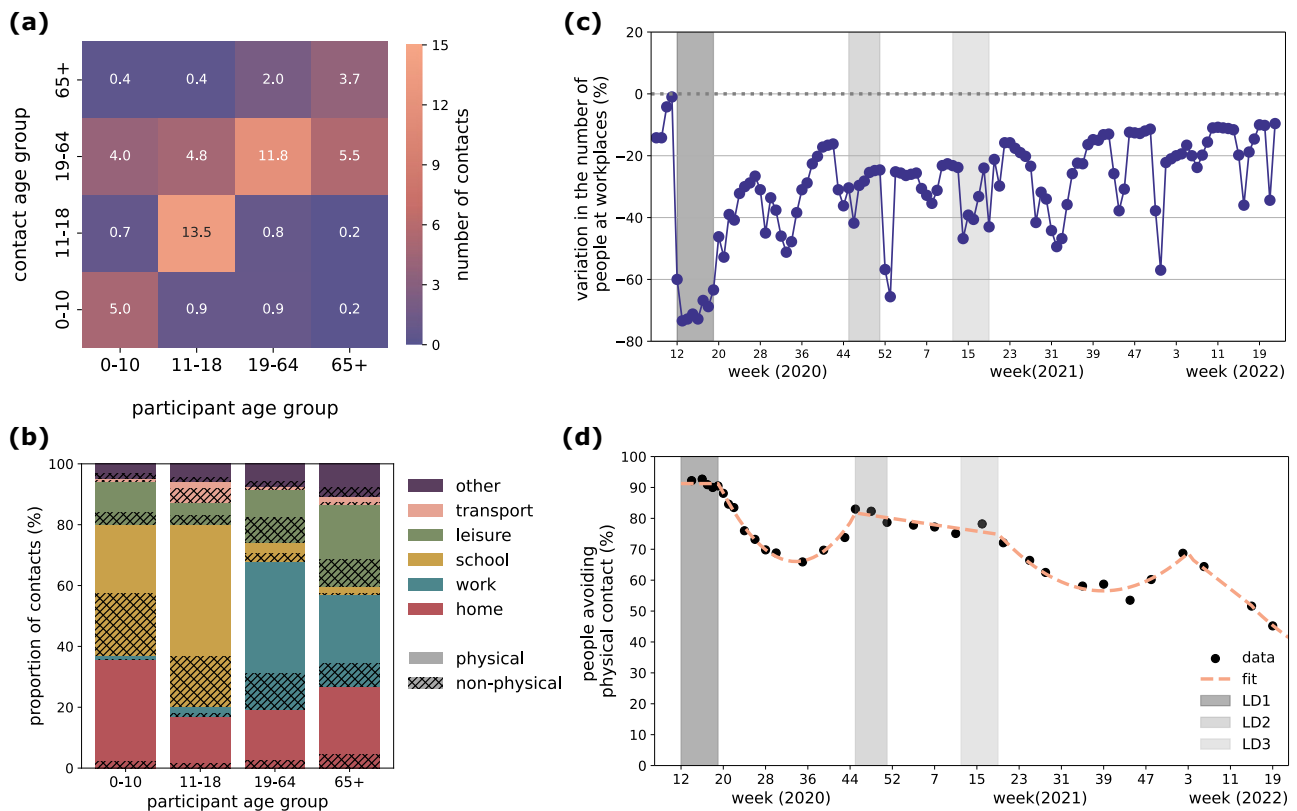 (a)
contact age group
65+
19-64
11-18
0-10
0.4 0.4 2.0 3.7
4.0 4.8 11.8 5.5
0.7 13.5 0.8 0.2
5.0 0.9 0.9 0.2
0-10 11-18 19-64 65+
participant age group
15
12
9
6
3
0
number of contacts
(b)
proportion of contacts (%)
100
80
60
40
20
0
0-10 11-18 19-64 65+
participant age group
other
transport
leisure
school
work
home
physical
non-physical
(c)
variation in the number of
people at workplaces (%)
20
0
−20
−40
−60
−80
12 20 28 36 44 52 7 15 23 31 39 47 3 11 19
week (2020) week(2021) week (2022)
(d)
people avoiding
physical contact (%)
100
90
80
70
60
50
40
30
20
10
0
12 20 28 36 44 52 7 15 23 31 39 47 3 11 19
week (2020) week(2021) week (2022)
data
fit
LD1
LD2
LD3